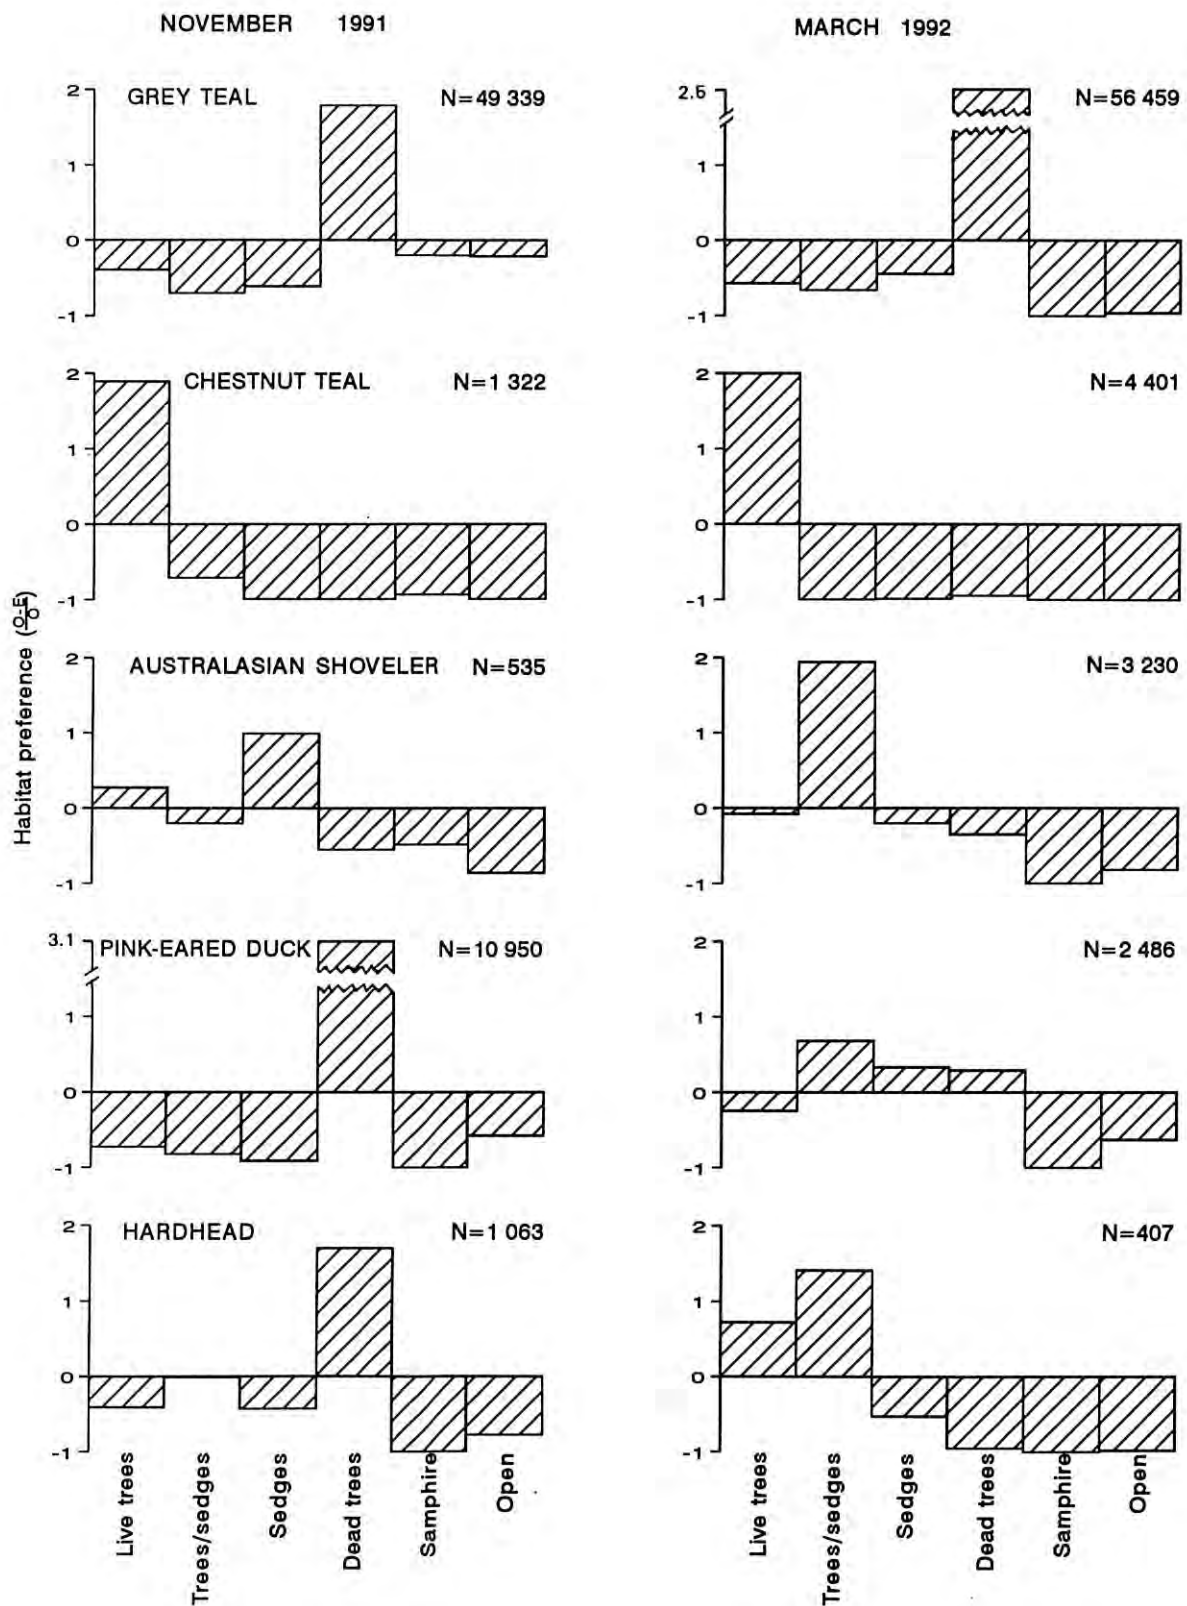 NOVEMBER 1991
MARCH 1992
GREY TEAL N=49 339
2
1
0
-1
2.5
1
0
-1
N=56 459
CHESTNUT TEAL N=1 322
2
1
0
-1
2
1
0
-1
N=4 401
Habitat preference (O-E/O)
AUSTRALASIAN SHOVELER N=535
2
1
0
-1
2
1
0
-1
N=3 230
PINK-EARED DUCK N=10 950
3.1
1
0
-1
2
1
0
-1
N=2 486
HARDHEAD N=1 063
2
1
0
-1
2
1
0
-1
N=407
Live trees
Trees/sedges
Sedges
Dead trees
Samphire
Open
Live trees
Trees/sedges
Sedges
Dead trees
Samphire
Open